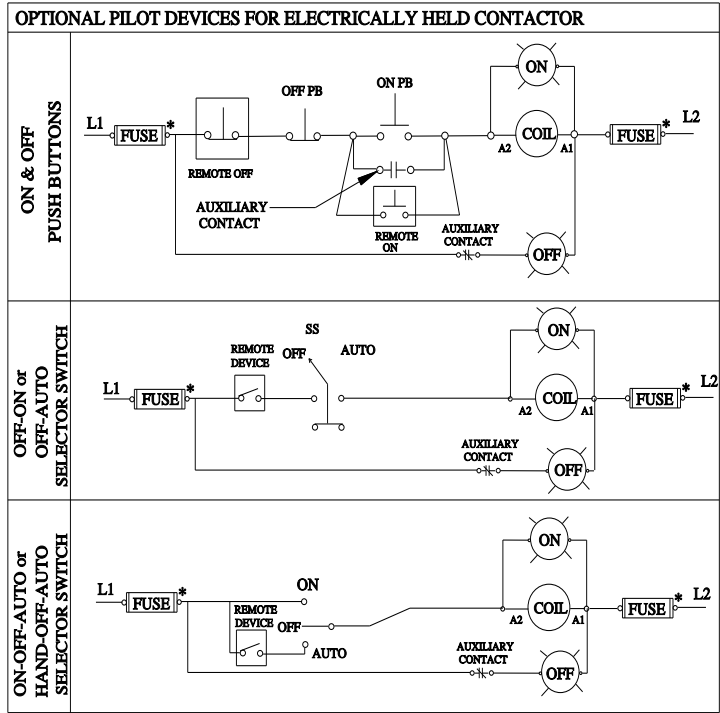 OPTIONAL PILOT DEVICES FOR ELECTRICALLY HELD CONTACTOR
ON & OFF
PUSH BUTTONS
ON
OFF PB
ON PB
L1
FUSE
*
REMOTE OFF
COIL
A2
A1
FUSE
*
L2
AUXILIARY
CONTACT
REMOTE
ON
AUXILIARY
CONTACT
OFF
OFF-ON or
OFF-AUTO
SELECTOR SWITCH
SS
ON
REMOTE
DEVICE
OFF
AUTO
L1
FUSE
*
COIL
A2
A1
FUSE
*
L2
AUXILIARY
CONTACT
OFF
ON-OFF-AUTO or
HAND-OFF-AUTO
SELECTOR SWITCH
ON
L1
FUSE
*
ON
REMOTE
DEVICE
OFF
AUTO
COIL
A2
A1
FUSE
*
L2
AUXILIARY
CONTACT
OFF